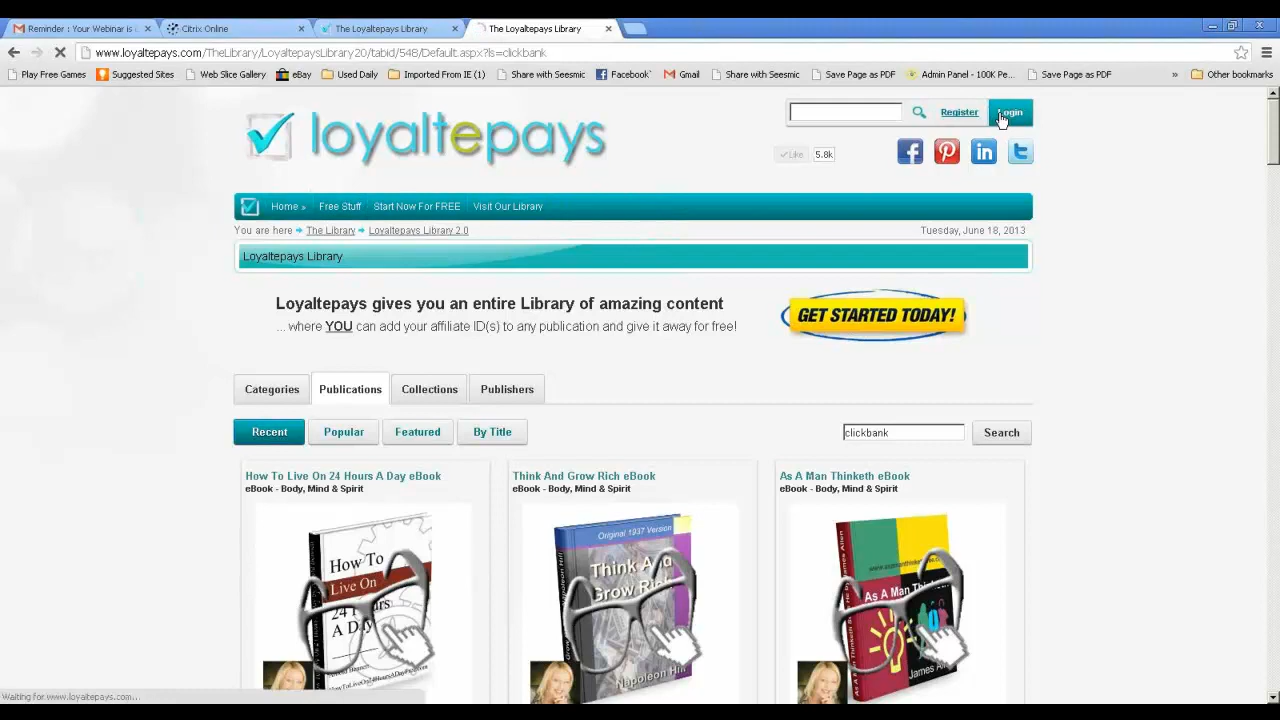 Reminder : Your Webinar is
Citrix Online
The Loyaltepays Library
The Loyaltepays Library
www.loyaltepays.com/TheLibrary/LoyaltepaysLibrary20/tabid/548/Default.aspx?ls=clickbank
Play Free Games
Suggested Sites
Web Slice Gallery
eBay
Used Daily
Imported From IE (1)
Share with Seesmic
Facebook
Gmail
Share with Seesmic
Save Page as PDF
Admin Panel - 100K Pe...
Save Page as PDF
»
Other bookmarks
loyaltepays
Register
Login
Like
5.8k
Home »
Free Stuff
Start Now For FREE
Visit Our Library
You are here
The Library
Loyaltepays Library 2.0
Tuesday, June 18, 2013
Loyaltepays Library
Loyaltepays gives you an entire Library of amazing content
... where YOU can add your affiliate ID(s) to any publication and give it away for free!
GET STARTED TODAY!
Categories
Publications
Collections
Publishers
Recent
Popular
Featured
By Title
clickbank
Search
How To Live On 24 Hours A Day eBook
eBook - Body, Mind & Spirit
Think And Grow Rich eBook
eBook - Body, Mind & Spirit
As A Man Thinketh eBook
eBook - Body, Mind & Spirit
How To
Live On
24 Hours
A Day
Original 1937 Version
Think And
Grow Rich
Napoleon Hill
As A Man Thinketh
James Allen
Waiting for www.loyaltepays.com...